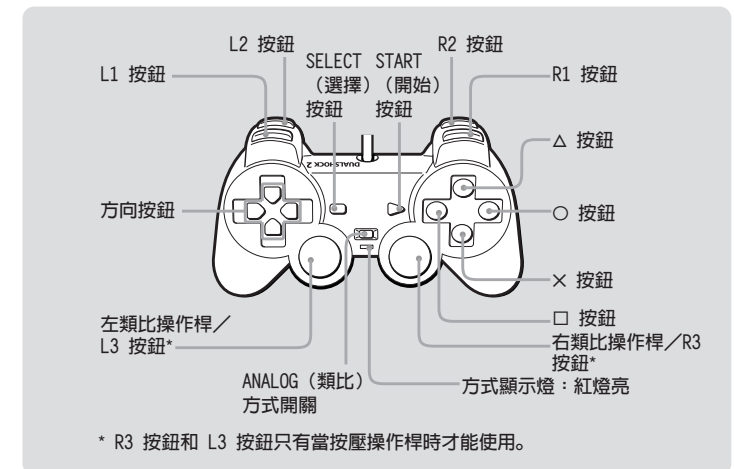 L2 按鈕
R2 按鈕
L1 按鈕
SELECT
（選擇）
按鈕
START
（開始）
按鈕
R1 按鈕
DUALSHOCK 2
△ 按鈕
方向按鈕
○ 按鈕
× 按鈕
□ 按鈕
左類比操作桿／
L3 按鈕*
右類比操作桿／R3
按鈕*
ANALOG（類比）
方式開關
方式顯示燈：紅燈亮
* R3 按鈕和 L3 按鈕只有當按壓操作桿時才能使用。